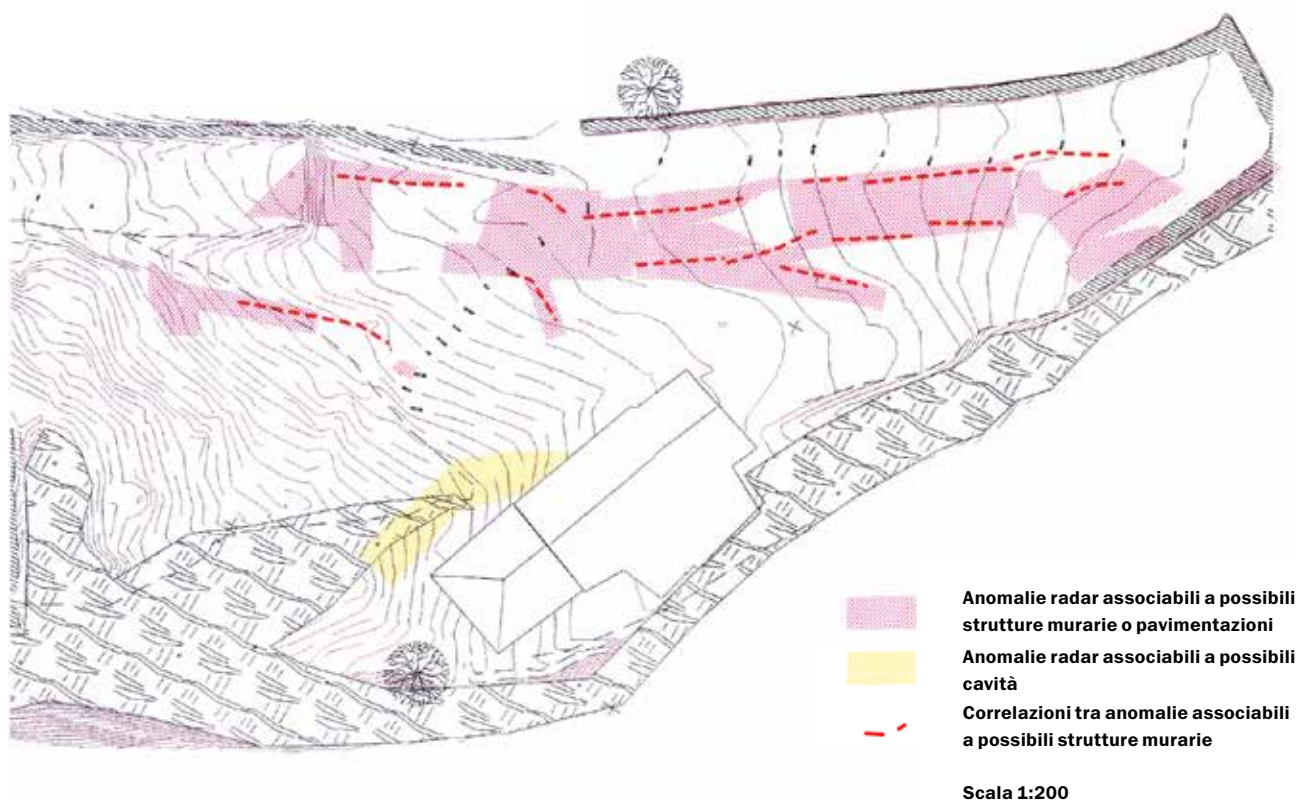 Anomalie radar associabili a possibili
strutture murarie o pavimentazioni
Anomalie radar associabili a possibili
cavità
Correlazioni tra anomalie associabili
a possibili strutture murarie
Scala 1:200